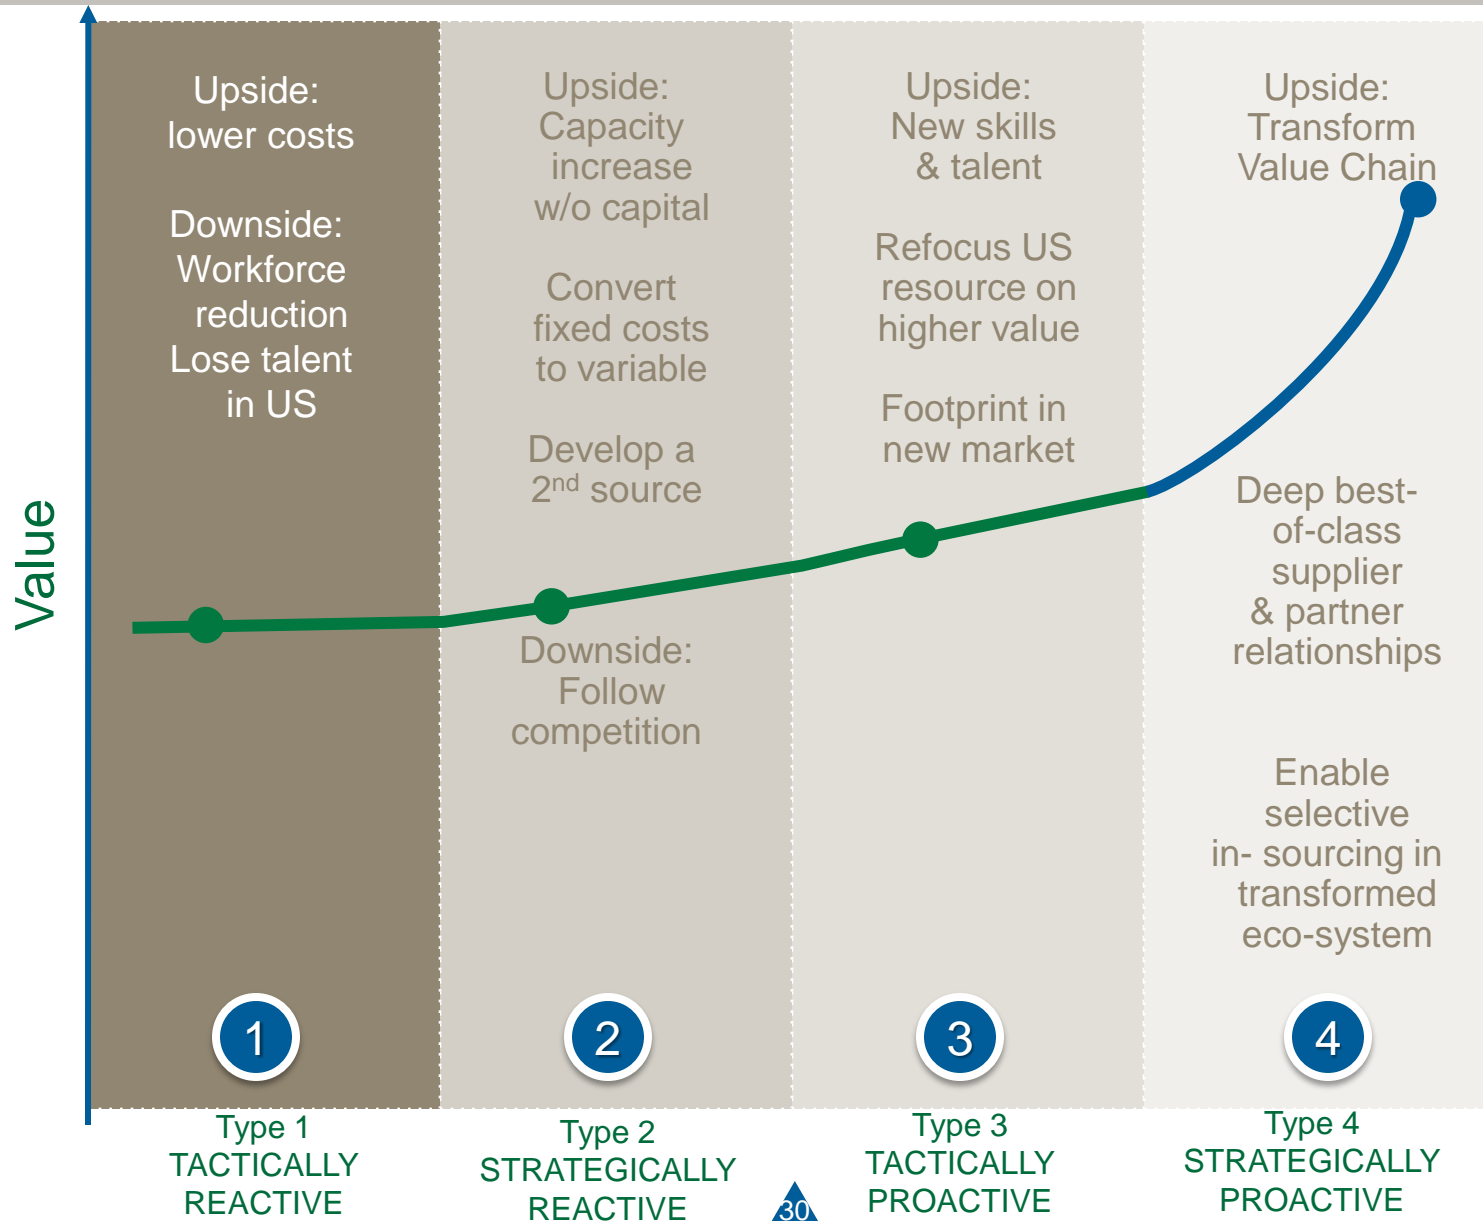 Value
Upside:
lower costs
Downside:
Workforce
reduction
Lose talent
in US
1
Type 1
TACTICALLY
REACTIVE
Upside:
Capacity
increase
w/o capital
Convert
fixed costs
to variable
Develop a
2nd source
Downside:
Follow
competition
2
Type 2
STRATEGICALLY
REACTIVE
Upside:
New skills
& talent
Refocus US
resource on
higher value
Footprint in
new market
3
Type 3
TACTICALLY
PROACTIVE
Upside:
Transform
Value Chain
Deep best-
of-class
supplier
& partner
relationships
Enable
selective
in- sourcing in
transformed
eco-system
4
Type 4
STRATEGICALLY
PROACTIVE
30